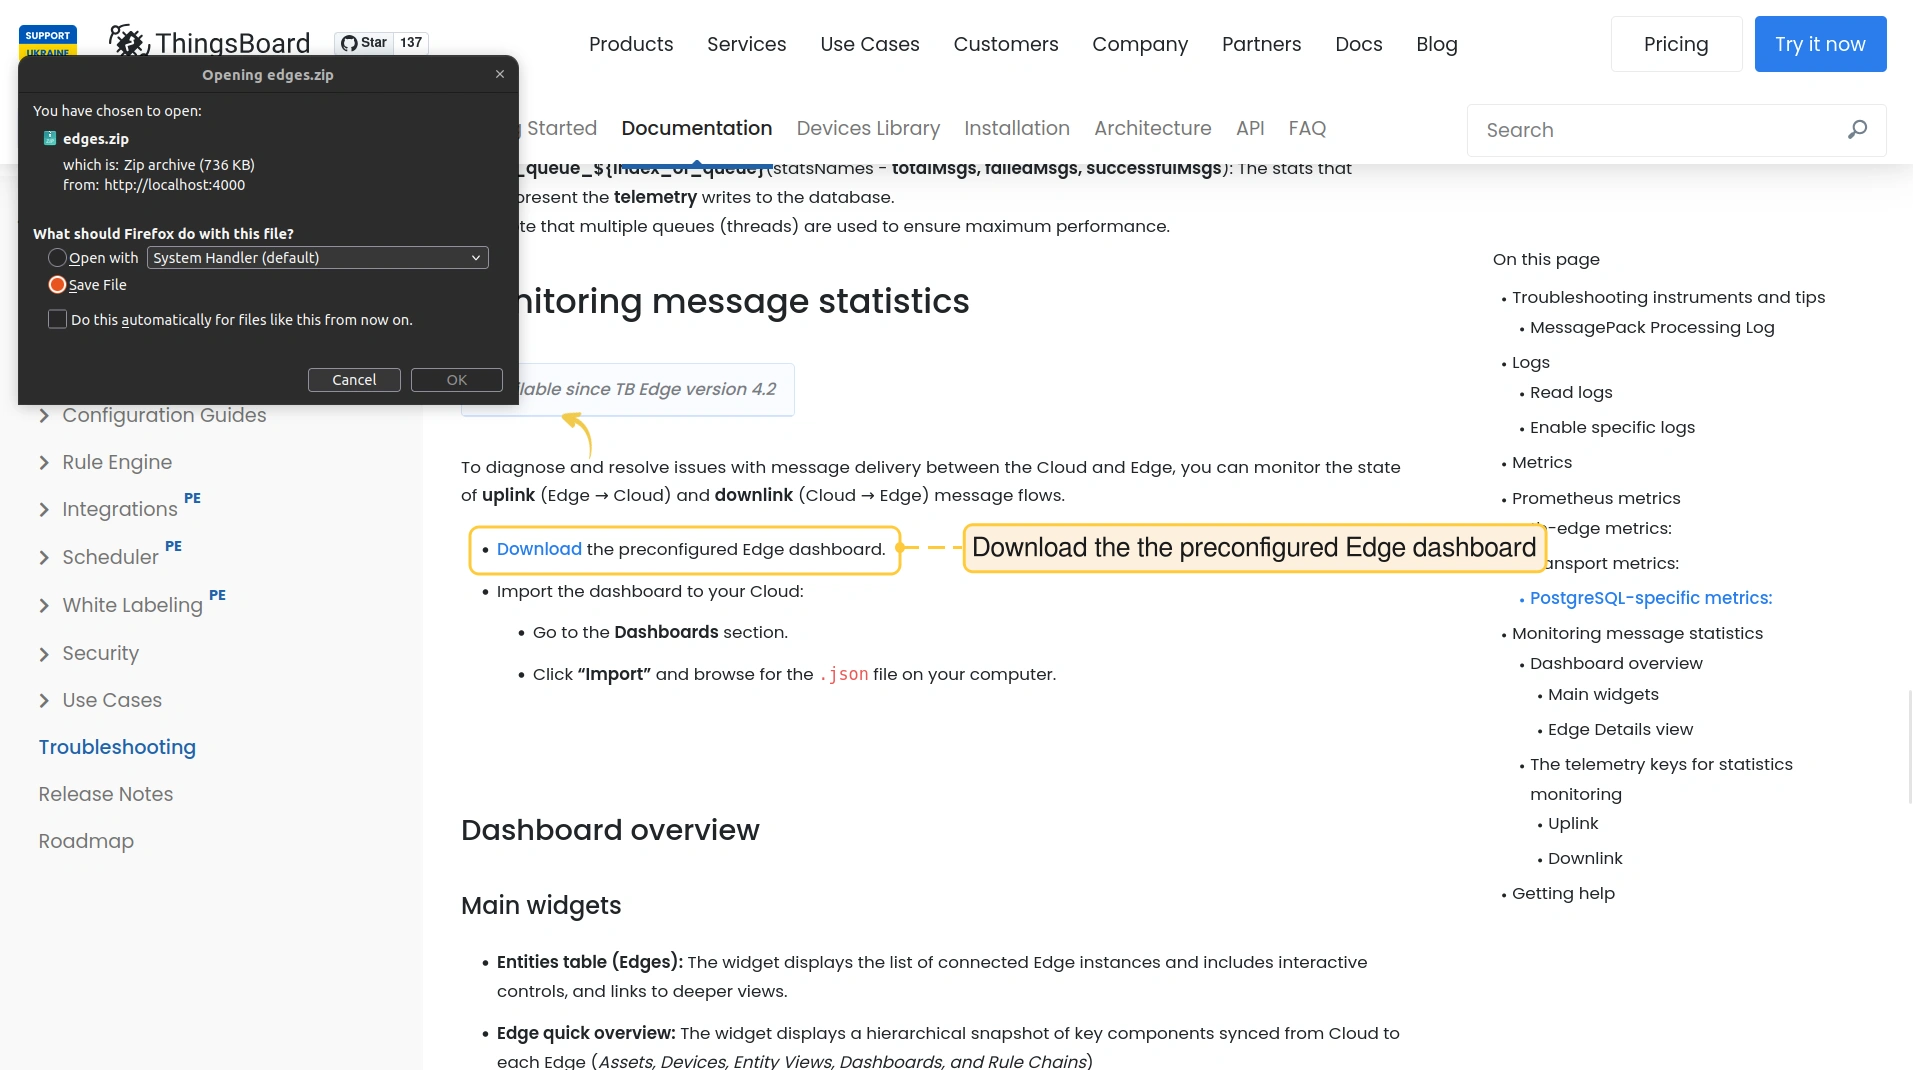 SUPPORT
UKRAINE
ThingsBoard
Star 137
Products Services Use Cases Customers Company Partners Docs Blog
Pricing Try it now
Opening edges.zip
You have chosen to open:
edges.zip
which is: Zip archive (736 KB)
from: http://localhost:4000
What should Firefox do with this file?
Open with System Handler (default)
Save File
Do this automatically for files like this from now on.
Cancel OK
Started Documentation Devices Library Installation Architecture API FAQ
Search
_queue_${index_of_queue}(statsNames - totalMsgs, failedMsgs, successfulMsgs): The stats that
present the telemetry writes to the database.
te that multiple queues (threads) are used to ensure maximum performance.
nitoring message statistics
ilable since TB Edge version 4.2
To diagnose and resolve issues with message delivery between the Cloud and Edge, you can monitor the state
of uplink (Edge → Cloud) and downlink (Cloud → Edge) message flows.
• Download the preconfigured Edge dashboard.
Download the the preconfigured Edge dashboard
• Import the dashboard to your Cloud:
• Go to the Dashboards section.
• Click “Import” and browse for the .json file on your computer.
Dashboard overview
Main widgets
• Entities table (Edges): The widget displays the list of connected Edge instances and includes interactive
controls, and links to deeper views.
• Edge quick overview: The widget displays a hierarchical snapshot of key components synced from Cloud to
each Edge (Assets, Devices, Entity Views, Dashboards, and Rule Chains)
Configuration Guides
Rule Engine
Integrations PE
Scheduler PE
White Labeling PE
Security
Use Cases
Troubleshooting
Release Notes
Roadmap
On this page
• Troubleshooting instruments and tips
• MessagePack Processing Log
• Logs
• Read logs
• Enable specific logs
• Metrics
• Prometheus metrics
b-edge metrics:
ansport metrics:
• PostgreSQL-specific metrics:
• Monitoring message statistics
• Dashboard overview
• Main widgets
• Edge Details view
• The telemetry keys for statistics
monitoring
• Uplink
• Downlink
• Getting help